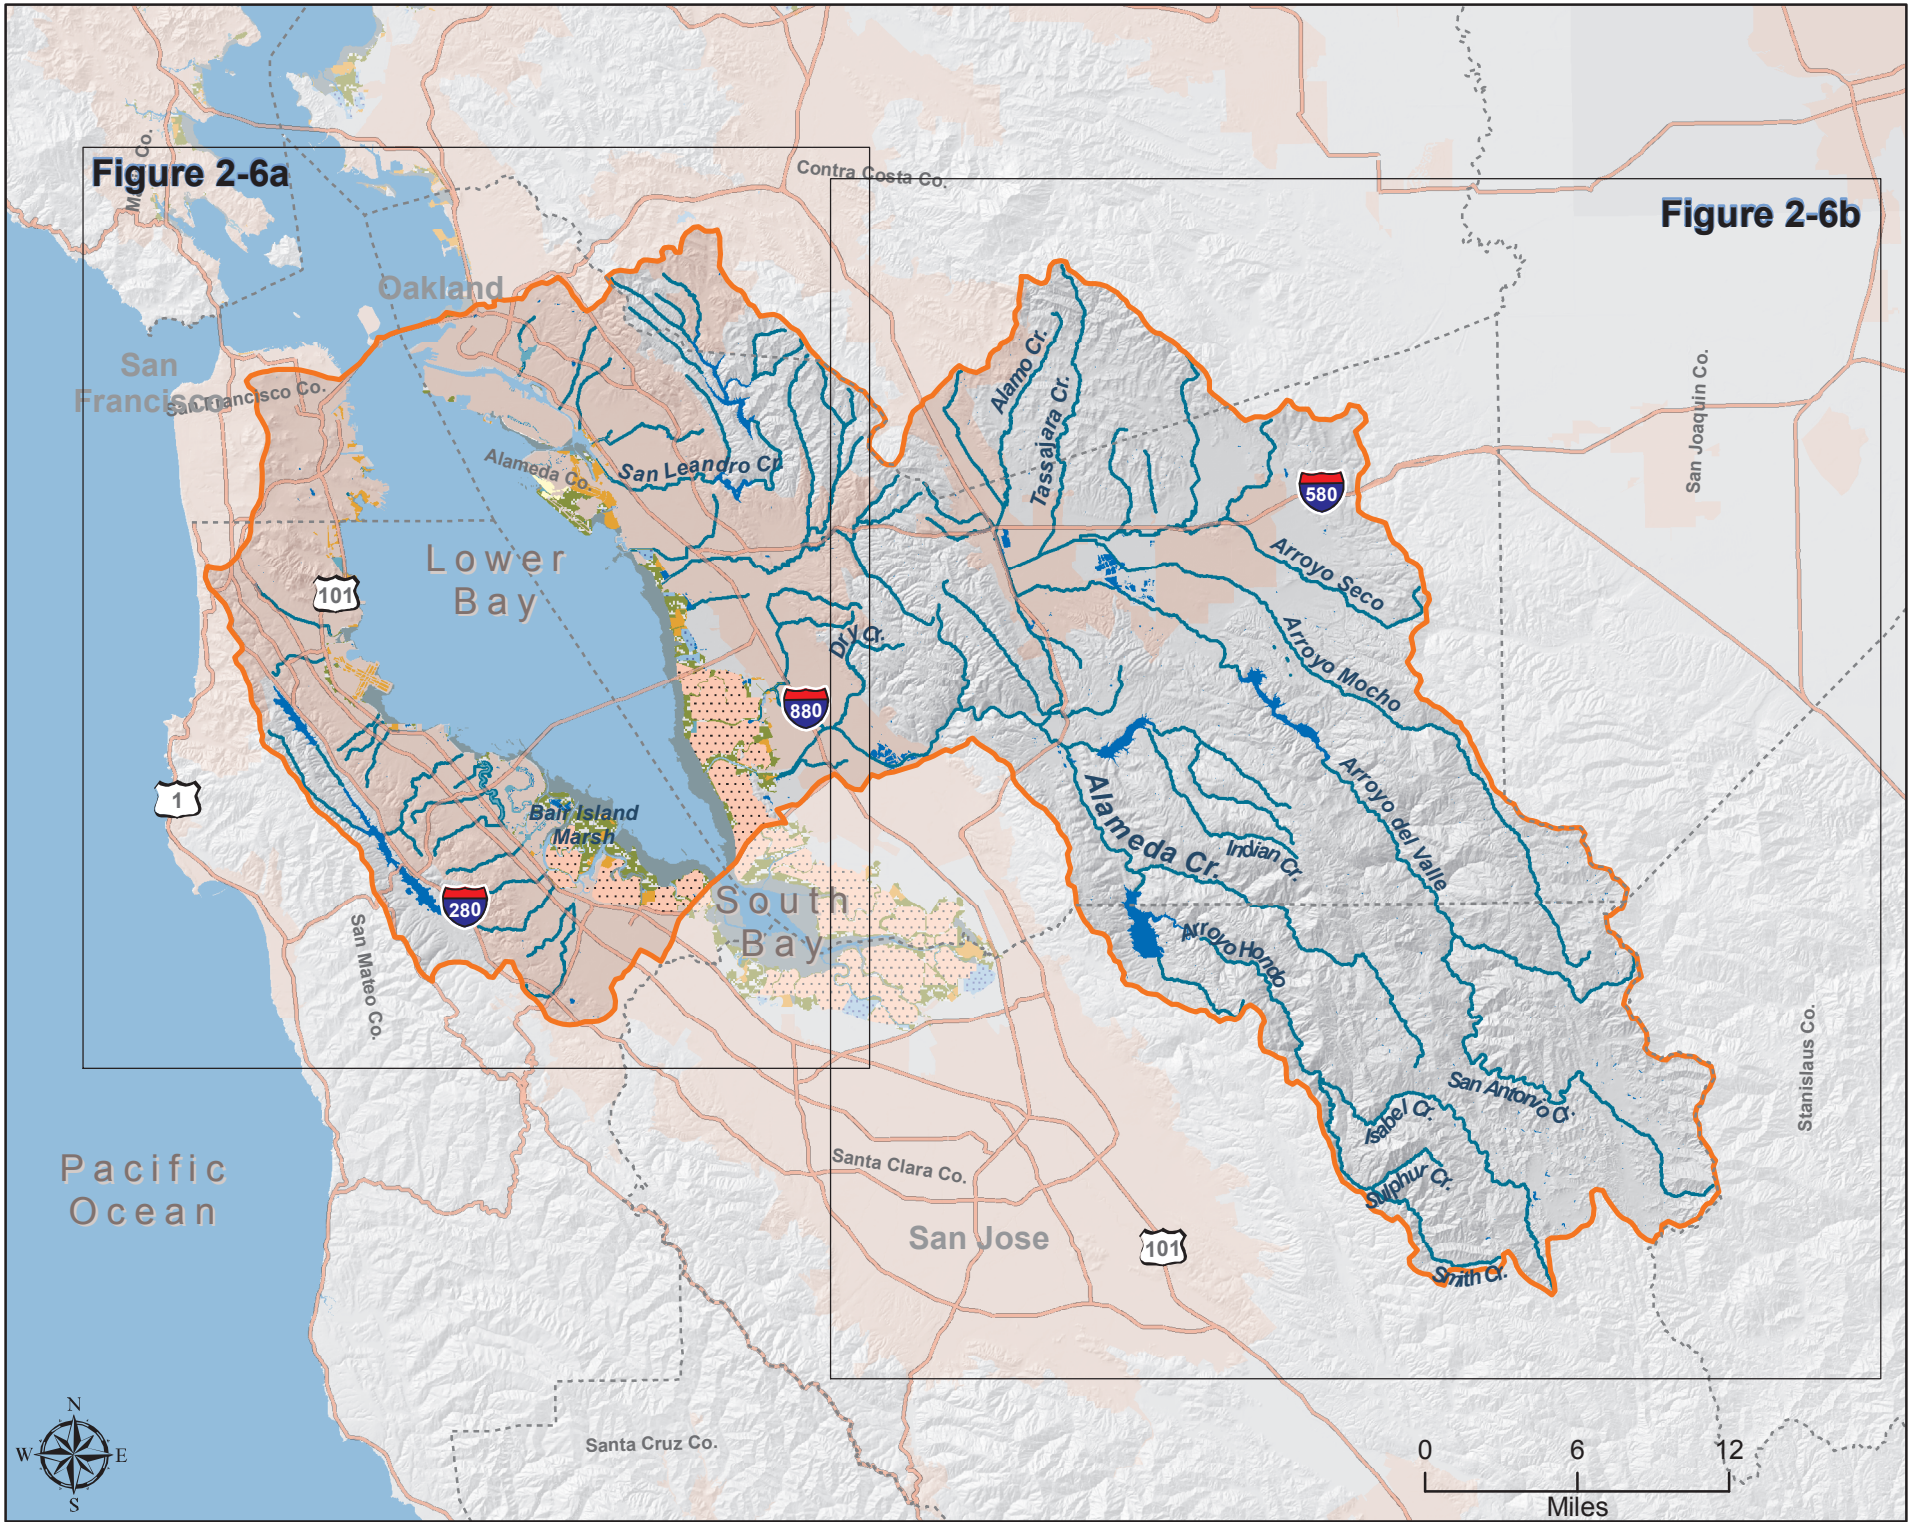 Figure 2-6a
Co.
Contra Costa Co.
Figure 2-6b
Oakland
San
Francisco
San Francisco Co.
Alamo Cr.
Tassajara Cr.
San Joaquin Co.
Alameda Co.
San Leandro Cr.
580
Lower
Bay
101
Arroyo Seco
Dry Cr.
Arroyo Mocho
880
1
Bair Island
Marsh
Alameda Cr.
Indian Cr.
Arroyo del Valle
280
South
Bay
San Mateo Co.
Arroyo Hondo
Stanislaus Co.
San Antonio Cr.
Isabel Cr.
Sulphur Cr.
Smith Cr.
Pacific
Ocean
Santa Clara Co.
San Jose
101
Santa Cruz Co.
N
W
E
S
0 6 12
Miles